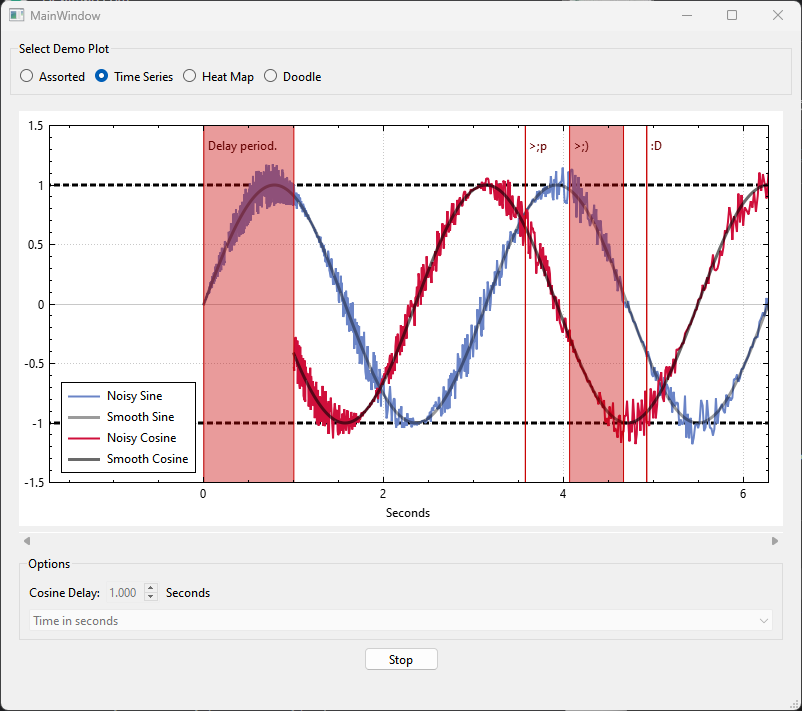 MainWindow
Select Demo Plot
Assorted Time Series Heat Map Doodle
1.5
Delay period. >;p >;) :D
1
0.5
0
-0.5
Noisy Sine
Smooth Sine
-1
Noisy Cosine
Smooth Cosine
-1.5
0 2 4 6
Seconds
Options
Cosine Delay: 1.000 Seconds
Time in seconds
Stop